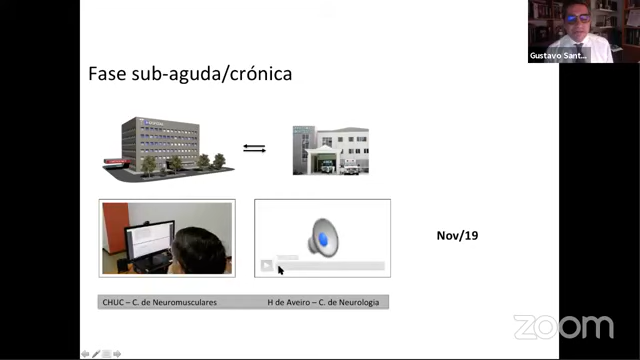 Gustavo Sant...
Fase sub-aguda/crónica
Nov/19
CHUC – C. de Neuromusculares
H de Aveiro – C. de Neurologia
zoom